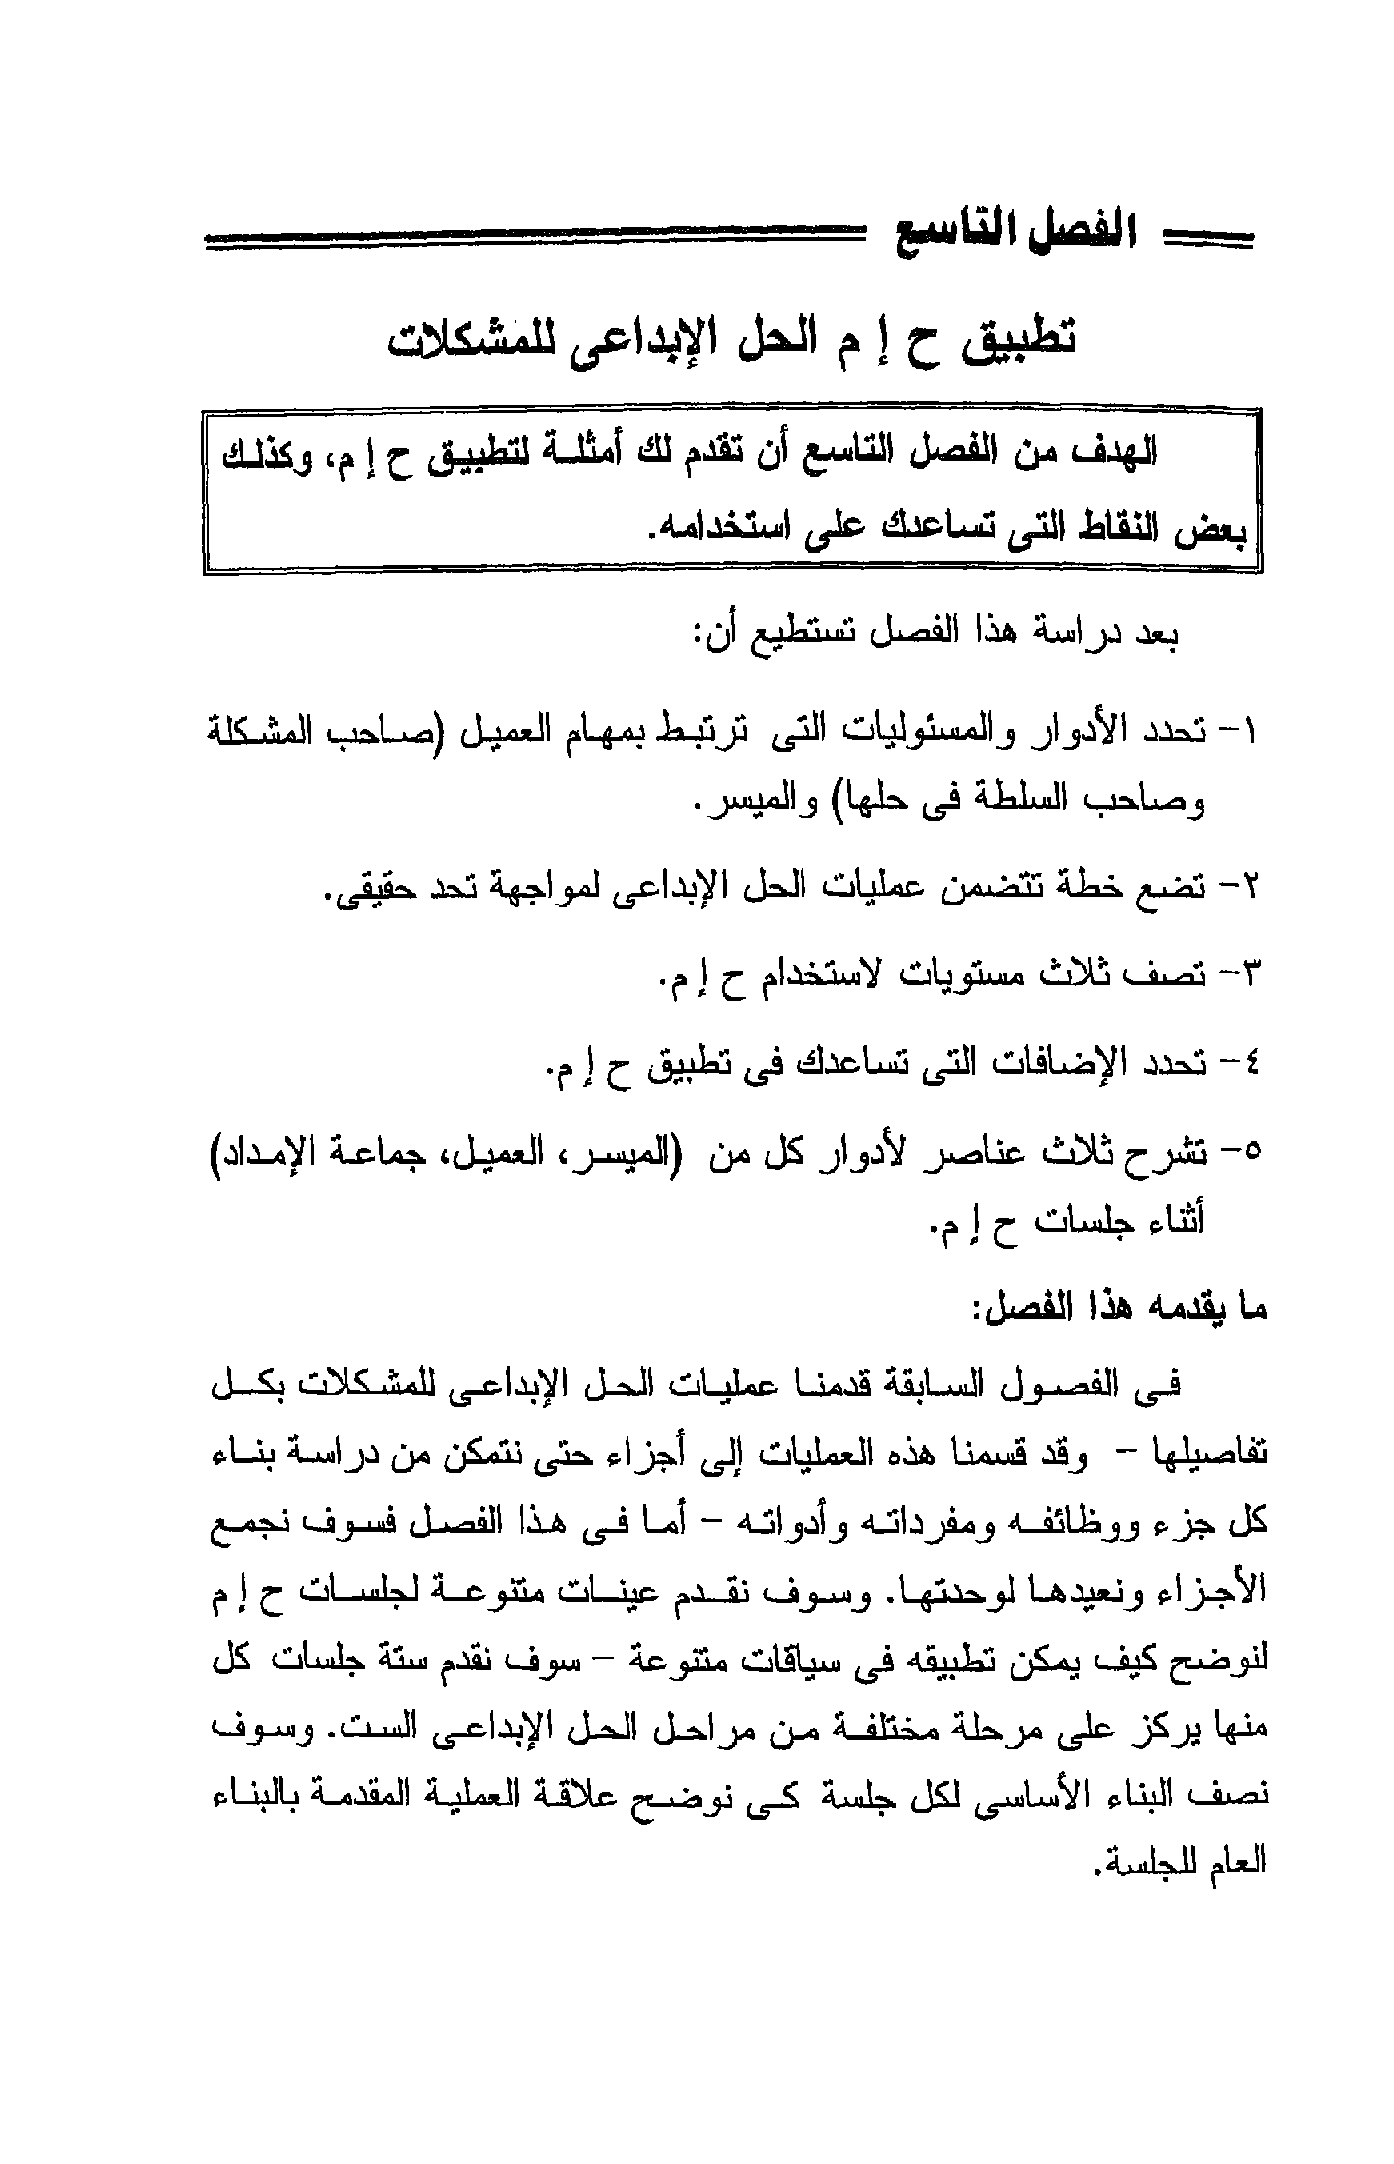 الفصل التاسع
تطبيق ح إ م الحل الإبداعى للمشكلات
الهدف من الفصل التاسع أن تقدم لك أمثلة لتطبيق ح إ م، وكذلك
بعض النقاط التى تساعدك على استخدامه.
بعد دراسة هذا الفصل تستطيع أن:
١- تحدد الأدوار والمسئوليات التى ترتبط بمهام العميل (صاحب المشكلة
وصاحب السلطة فى حلها) والميسر.
٢- تضع خطة تتضمن عمليات الحل الإبداعى لمواجهة تحد حقيقى.
٣- تصف ثلاث مستويات لاستخدام ح إ م.
٤- تحدد الإضافات التى تساعدك فى تطبيق ح إ م.
٥- تشرح ثلاث عناصر لأدوار كل من (الميسر، العميل، جماعة الإمداد)
أثناء جلسات ح إ م.
ما يقدمه هذا الفصل:
فى الفصول السابقة قدمنا عمليات الحل الإبداعى للمشكلات بكل
تفاصيلها - وقد قسمنا هذه العمليات إلى أجزاء حتى نتمكن من دراسة بناء
كل جزء ووظائفه ومفرداته وأدواته - أما فى هذا الفصل فسوف نجمع
الأجزاء ونعيدها لوحدتها. وسوف نقدم عينات متنوعة لجلسات ح إ م
لنوضح كيف يمكن تطبيقه فى سياقات متنوعة - سوف نقدم ستة جلسات كل
منها يركز على مرحلة مختلفة من مراحل الحل الإبداعى الست. وسوف
نصف البناء الأساسى لكل جلسة كى نوضح علاقة العملية المقدمة بالبناء
العام للجلسة.